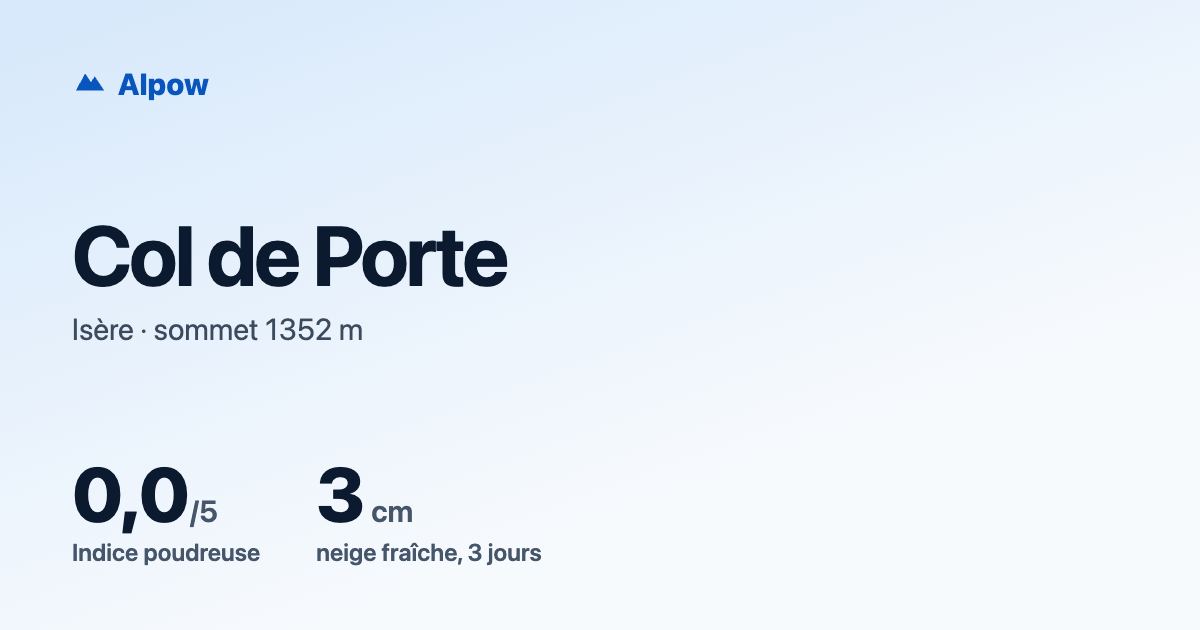 Alpow
Col de Porte
Isère · sommet 1352 m
0,0/5
Indice poudreuse
3 cm
neige fraîche, 3 jours